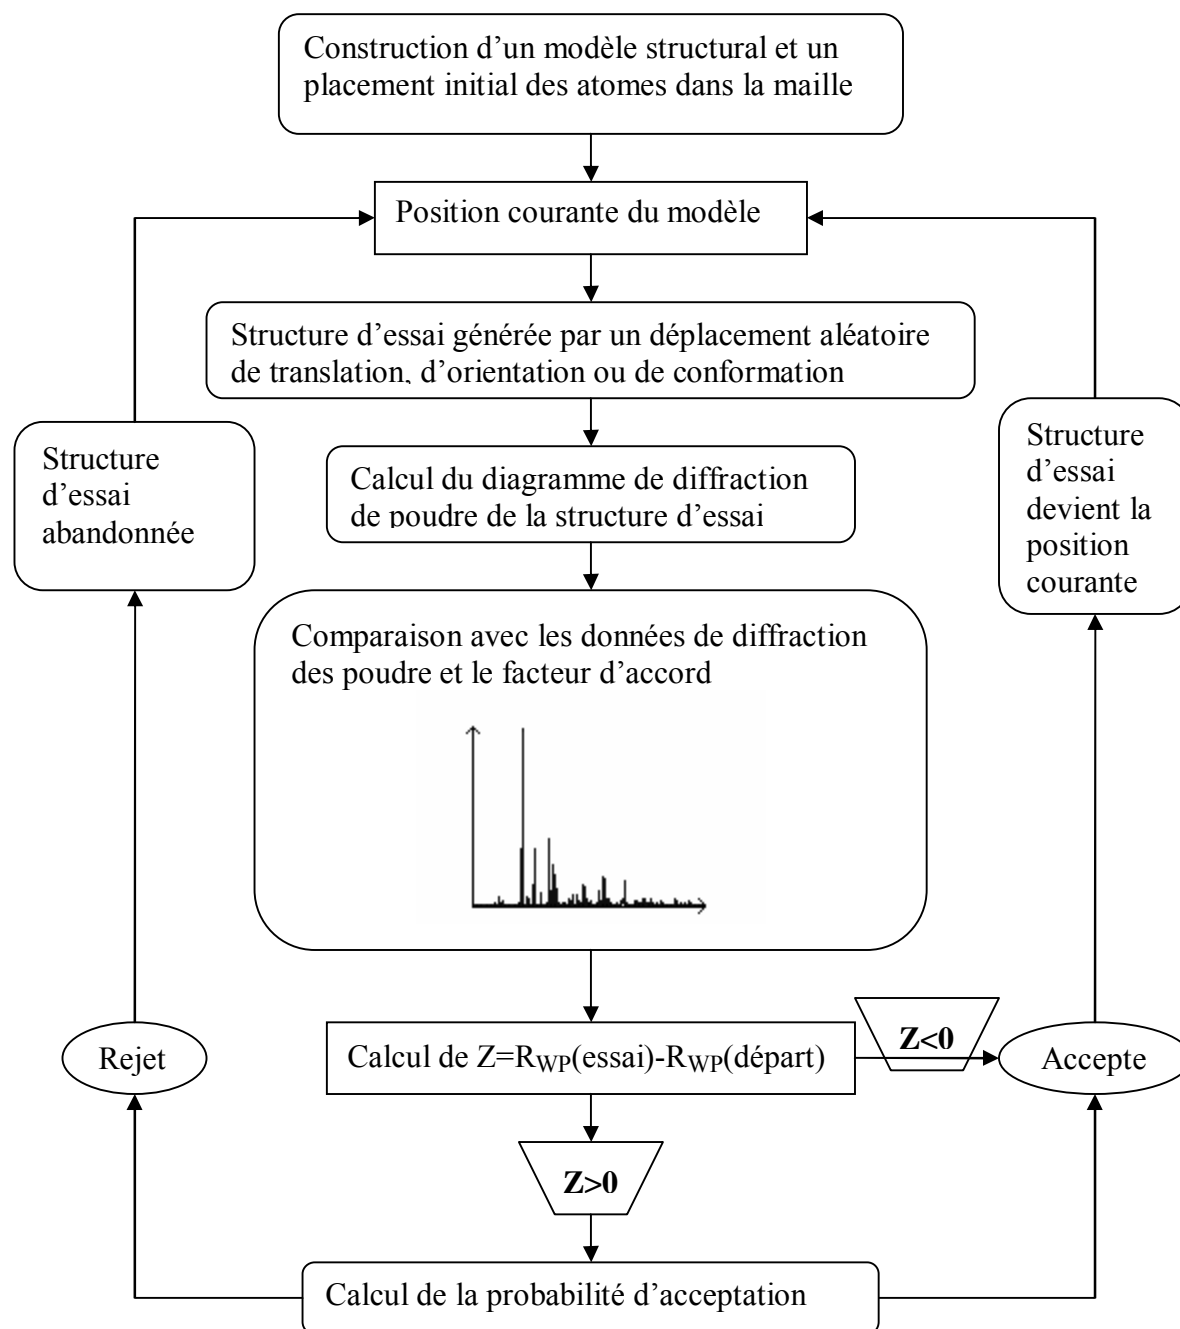 Construction d’un modèle structural et un
placement initial des atomes dans la maille
Position courante du modèle
Structure d’essai générée par un déplacement aléatoire
de translation, d’orientation ou de conformation
Structure
d’essai
abandonnée
Calcul du diagramme de diffraction
de poudre de la structure d’essai
Structure
d’essai
devient la
position
courante
Comparaison avec les données de diffraction
des poudre et le facteur d’accord
Rejet
Calcul de Z=RWP(essai)-RWP(départ)
Z<0
Accepte
Z>0
Calcul de la probabilité d’acceptation